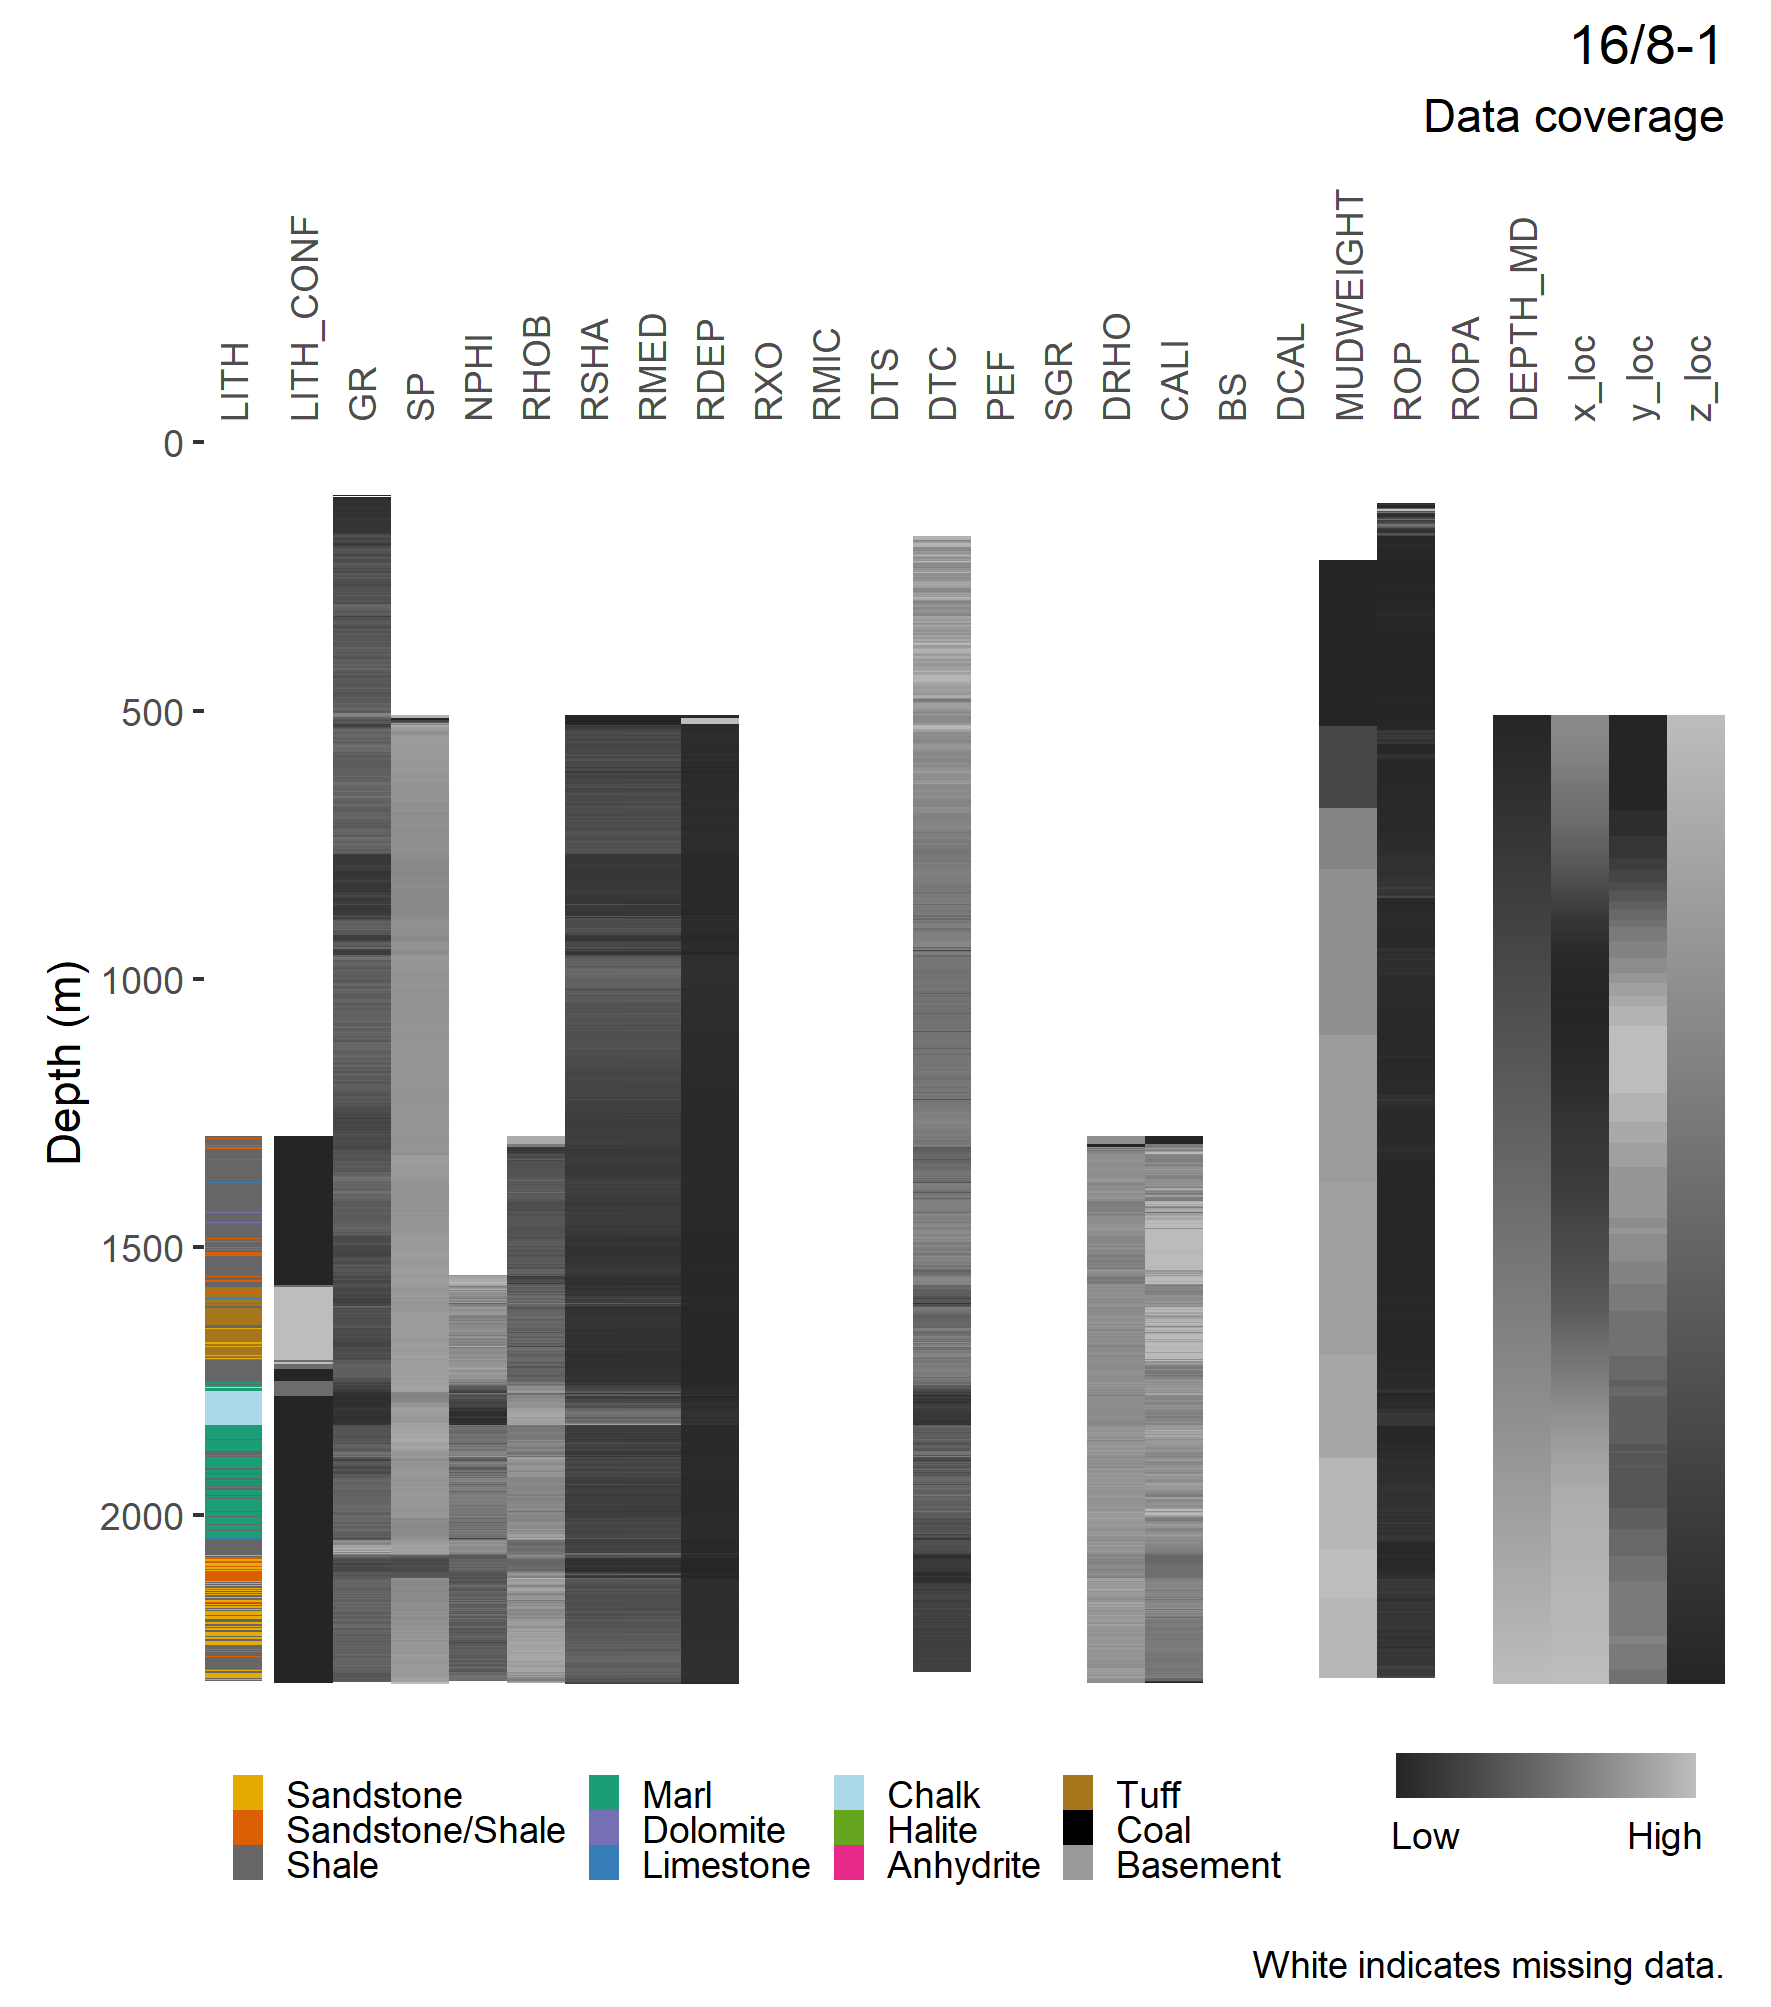 16/8-1
Data coverage
LITH
LITH_CONF
GR
SP
NPHI
RHOB
RSHA
RMED
RDEP
RXO
RMIC
DTS
DTC
PEF
SGR
DRHO
CALI
BS
DCAL
MUDWEIGHT
ROP
ROPA
DEPTH_MD
x_loc
y_loc
z_loc
0
500
1000
1500
2000
Depth (m)
Sandstone
Sandstone/Shale
Shale
Marl
Dolomite
Limestone
Chalk
Halite
Anhydrite
Tuff
Coal
Basement
Low High
White indicates missing data.